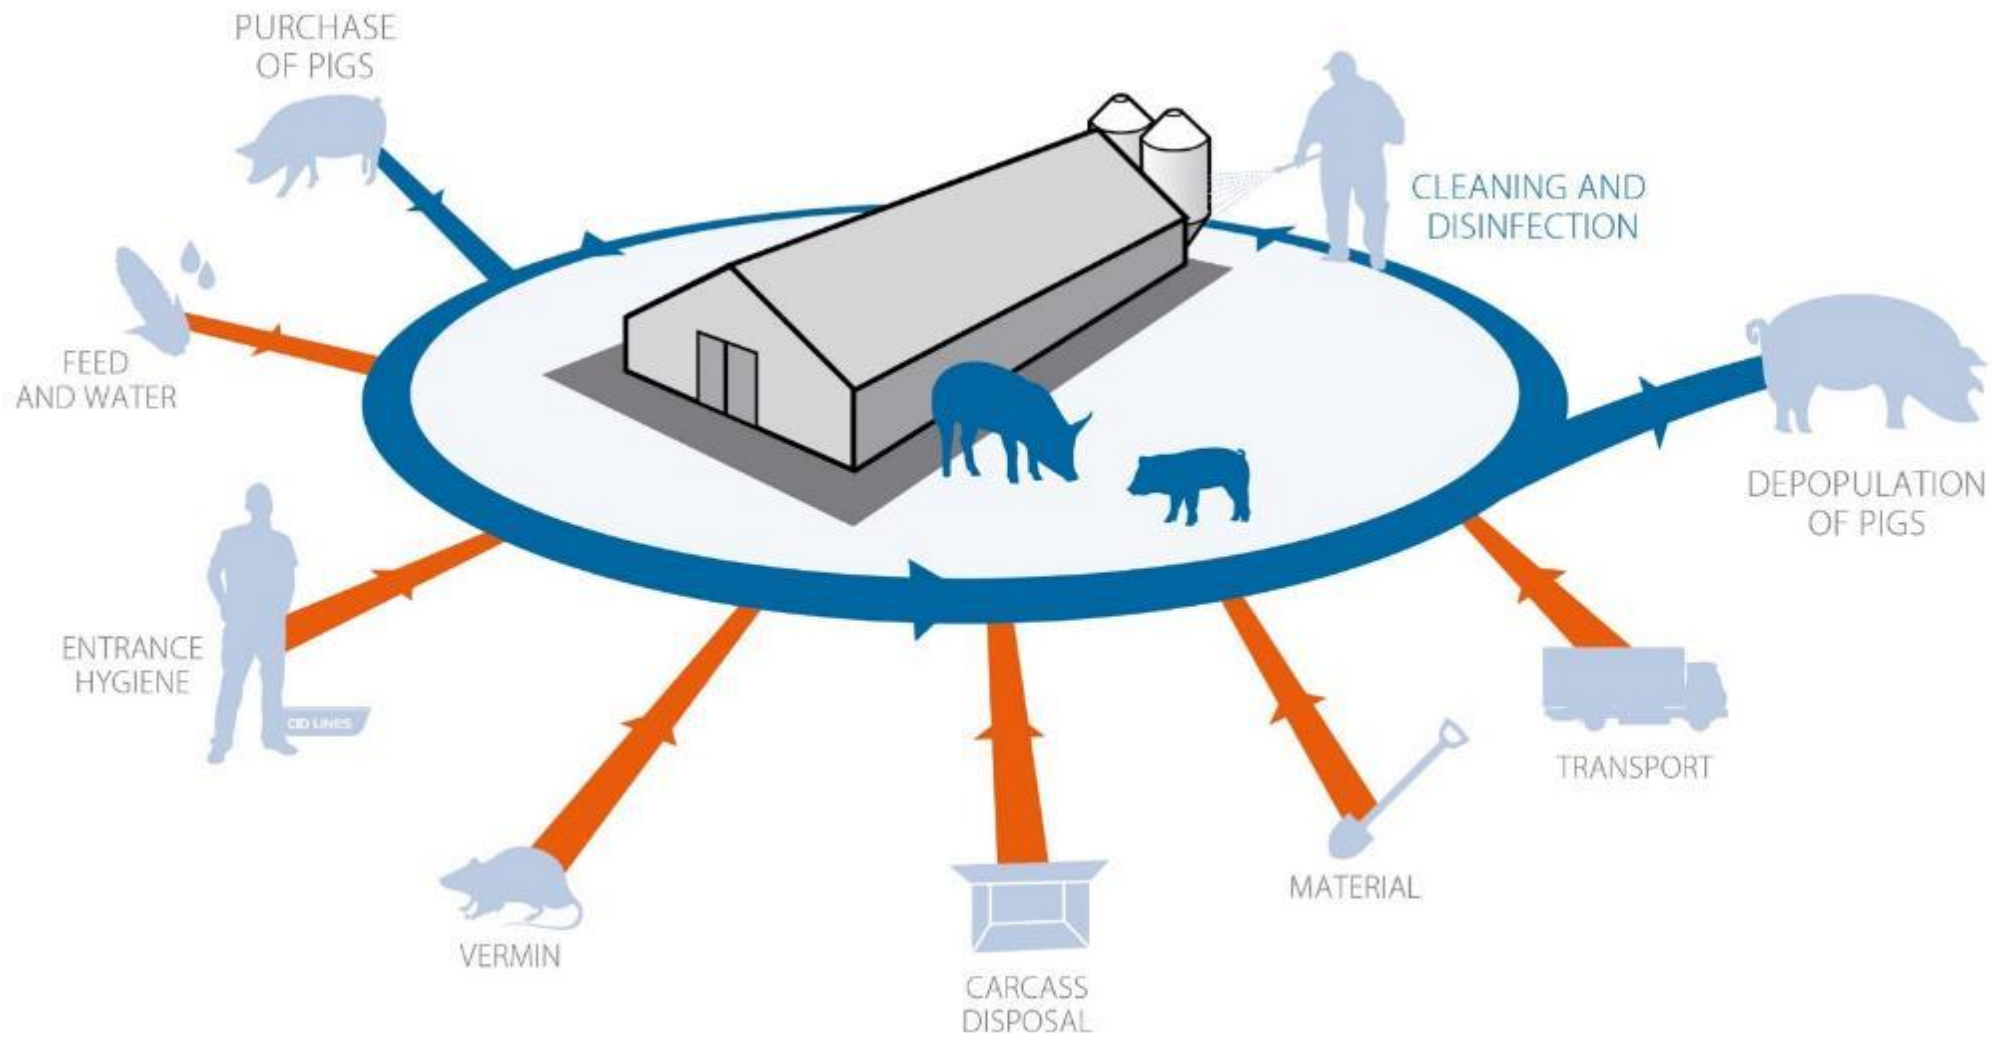 PURCHASE
OF PIGS
CLEANING AND
DISINFECTION
FEED
AND WATER
DEPOPULATION
OF PIGS
ENTRANCE
HYGIENE
CID LINES
TRANSPORT
MATERIAL
VERMIN
CARCASS
DISPOSAL